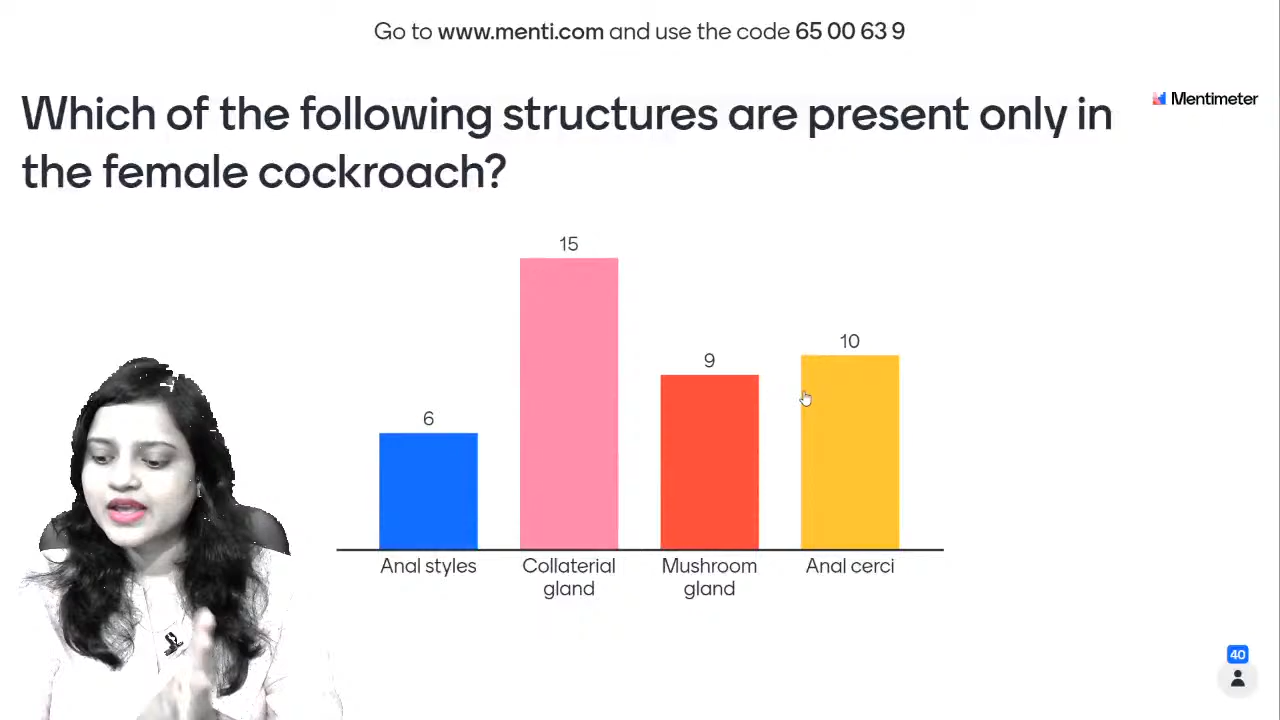 Go to www.menti.com and use the code 65 00 63 9
Which of the following structures are present only in
the female cockroach?
Mentimeter
15
10
9
6
Anal styles
Collaterial
gland
Mushroom
gland
Anal cerci
40